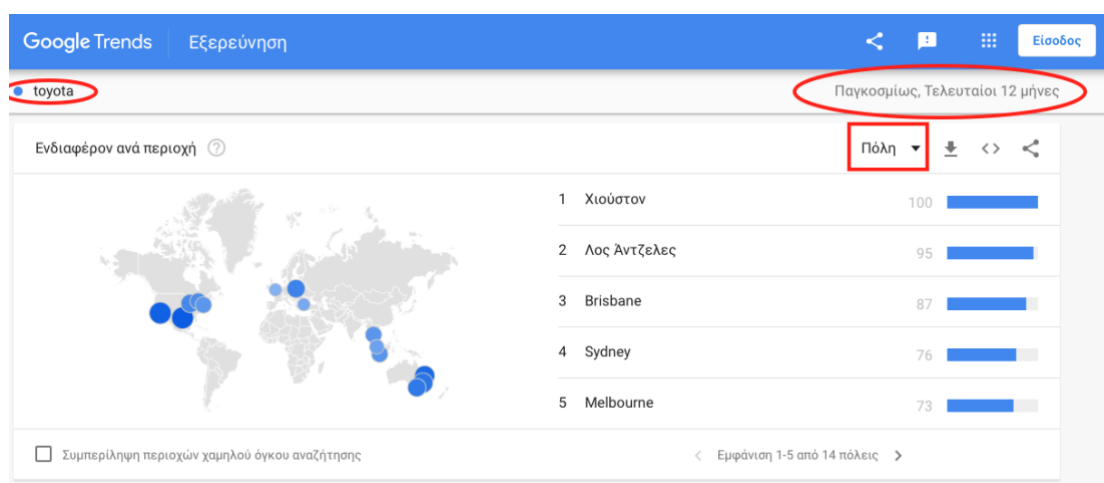 Google Trends Εξερεύνηση Είσοδος
toyota Παγκοσμίως, Τελευταίοι 12 μήνες
Ενδιαφέρον ανά περιοχή Πόλη
1 Χιούστον 100
2 Λος Άντζελες 95
3 Brisbane 87
4 Sydney 76
5 Melbourne 73
Συμπερίληψη περιοχών χαμηλού όγκου αναζήτησης Εμφάνιση 1-5 από 14 πόλεις